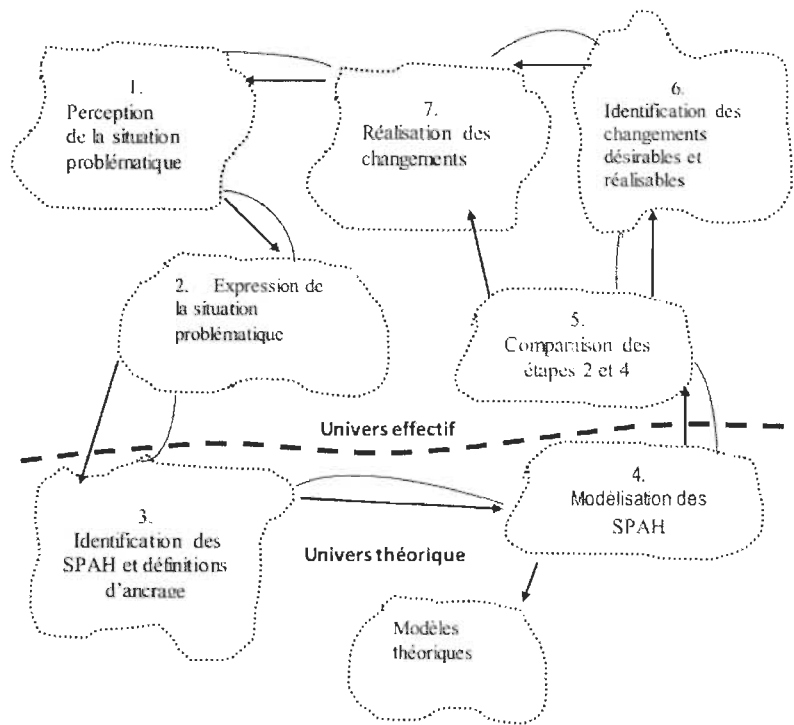 1.
Perception
de la situation
problématique
7.
Réalisation des
changements
6.
Identification des
changements
désirables et
réalisables
2. Expression de
la situation
problématique
5.
Comparaison des
étapes 2 et 4
Univers effectif
3.
Identification des
SPAH et définitions
d'ancrage
4.
Modélisation des
SPAH
Univers théorique
Modèles
théoriques